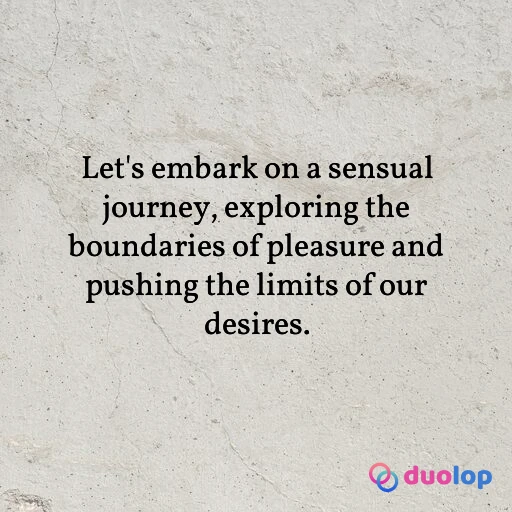 Let's embark on a sensual
journey, exploring the
boundaries of pleasure and
pushing the limits of our
desires.
duolop